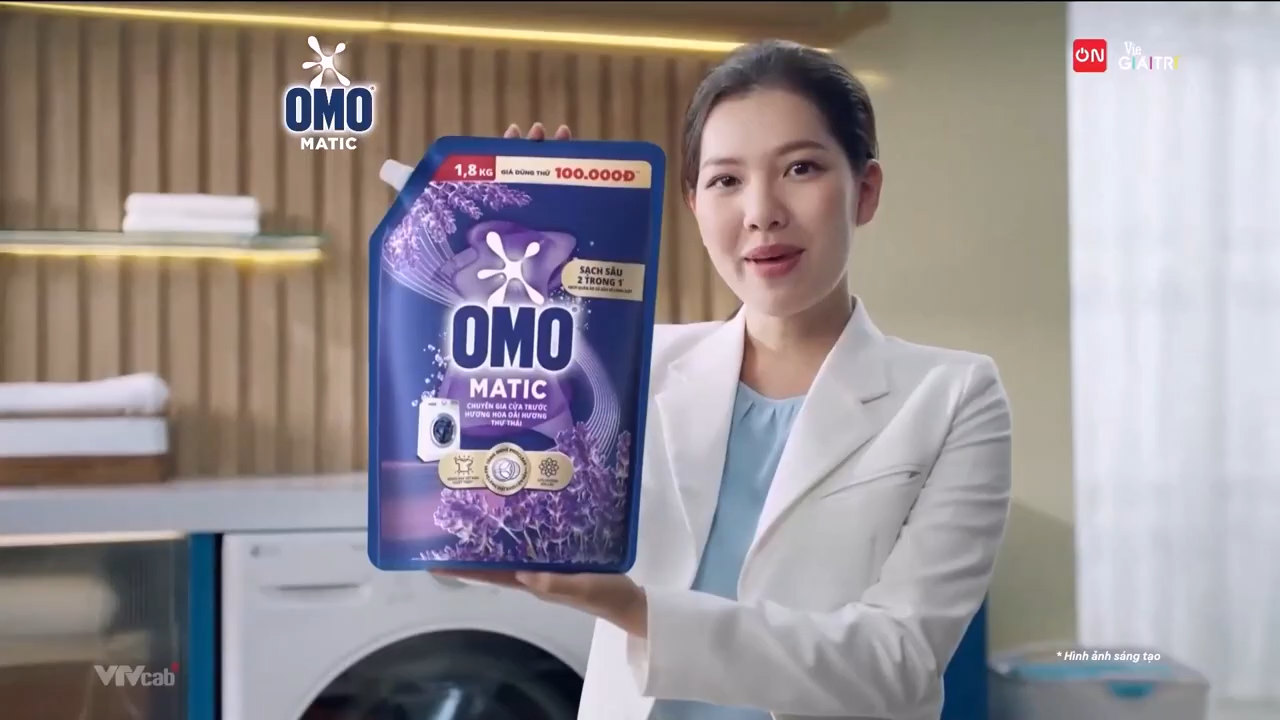 OMO
MATIC
ON
Vie
GIẢI TRÍ
1,8 KG
GIÁ DÙNG THỬ
100.000Đ
SẠCH SÂU
2 TRONG 1
OMO
MATIC
CHUYÊN GIA CỬA TRƯỚC
HƯƠNG HOA OẢI HƯƠNG
THƯ THÁI
VTVcab
* Hình ảnh sáng tạo